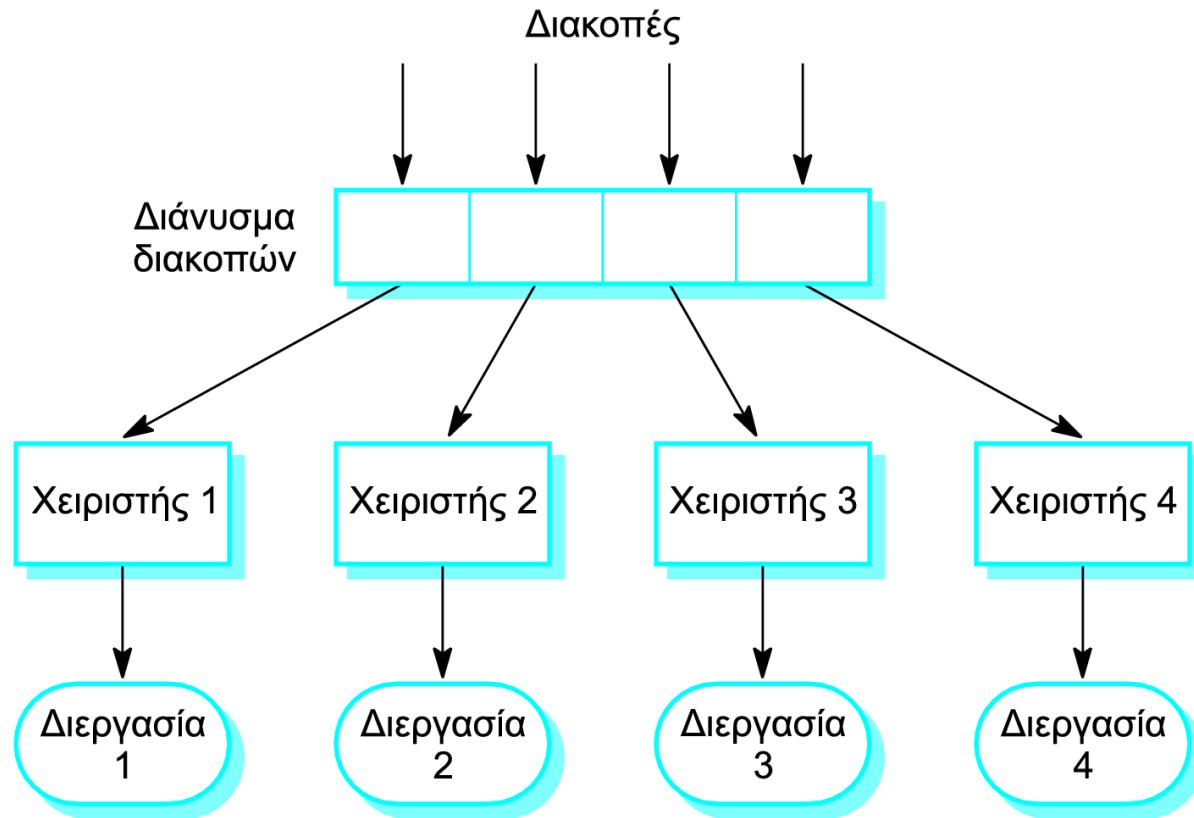 Διακοπές
Διάνυσμα
διακοπών
Χειριστής 1
Χειριστής 2
Χειριστής 3
Χειριστής 4
Διεργασία
1
Διεργασία
2
Διεργασία
3
Διεργασία
4